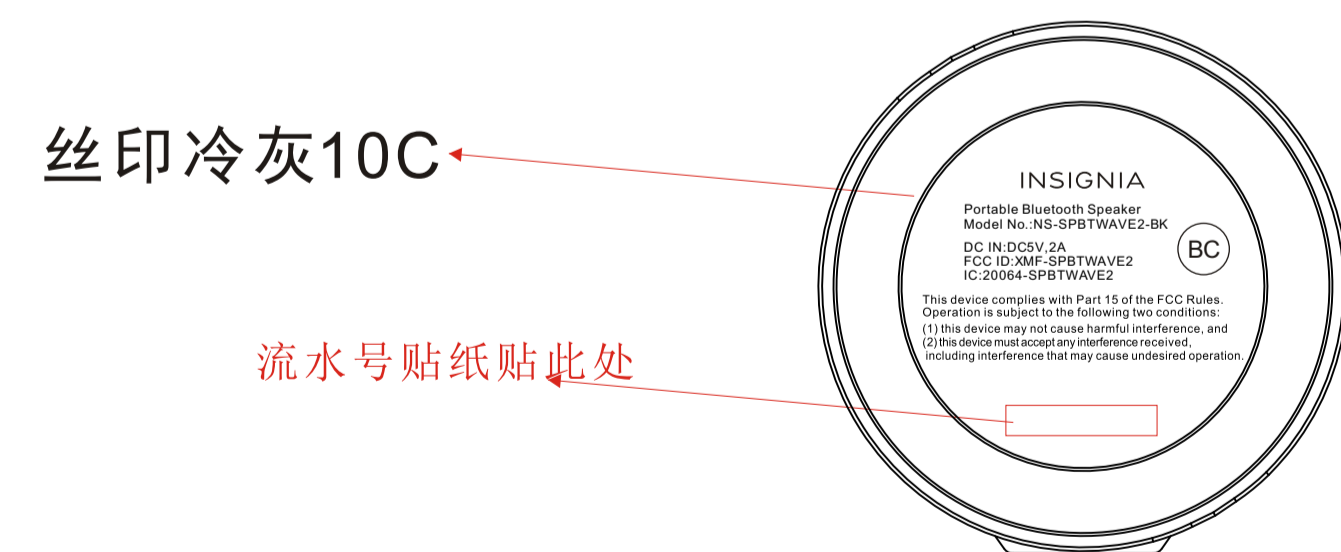 丝印冷灰10C
INSIGNIA
Portable Bluetooth Speaker
Model No.:NS-SPBTWAVE2-BK
DC IN:DC5V,2A
FCC ID:XMF-SPBTWAVE2
IC:20064-SPBTWAVE2
BC
This device complies with Part 15 of the FCC Rules.
Operation is subject to the following two conditions:
(1) this device may not cause harmful interference, and
(2) this device must accept any interference received,
including interference that may cause undesired operation.
流水号贴纸贴此处